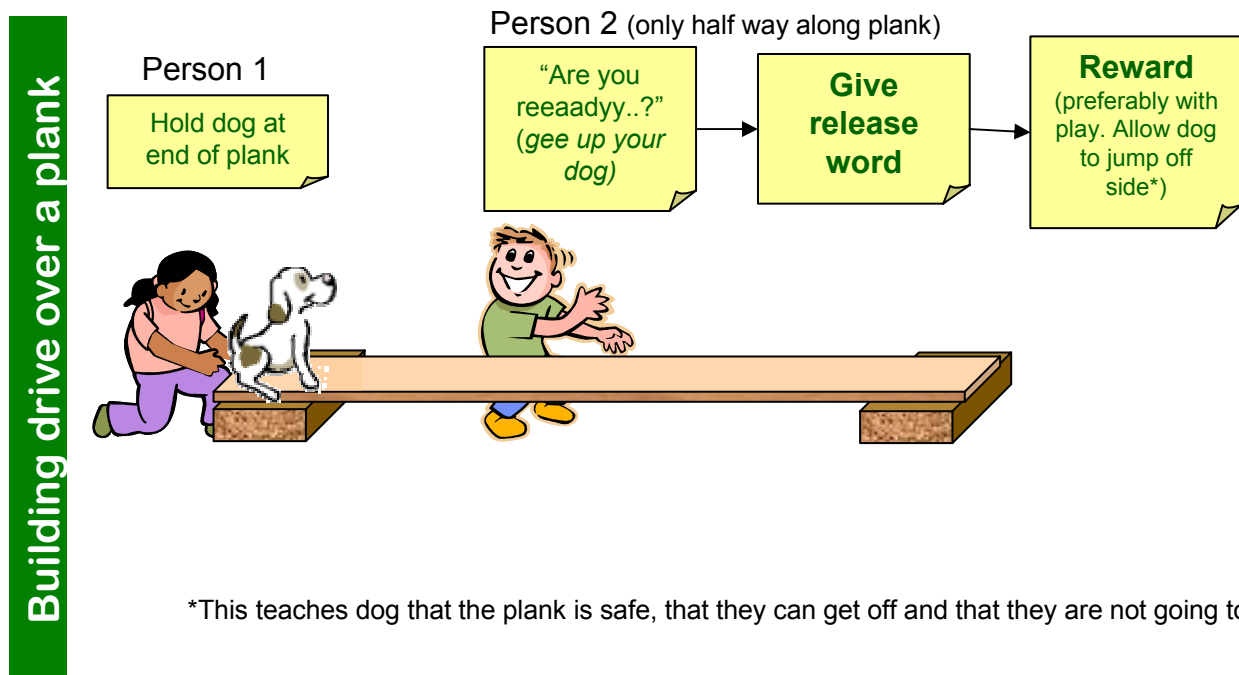 Building drive over a plank
Person 1
Hold dog at
end of plank
Person 2 (only half way along plank)
“Are you
reeaadyy..?”
(gee up your
dog)
Give
release
word
Reward
(preferably with
play. Allow dog
to jump off
side*)
*This teaches dog that the plank is safe, that they can get off and that they are not going to